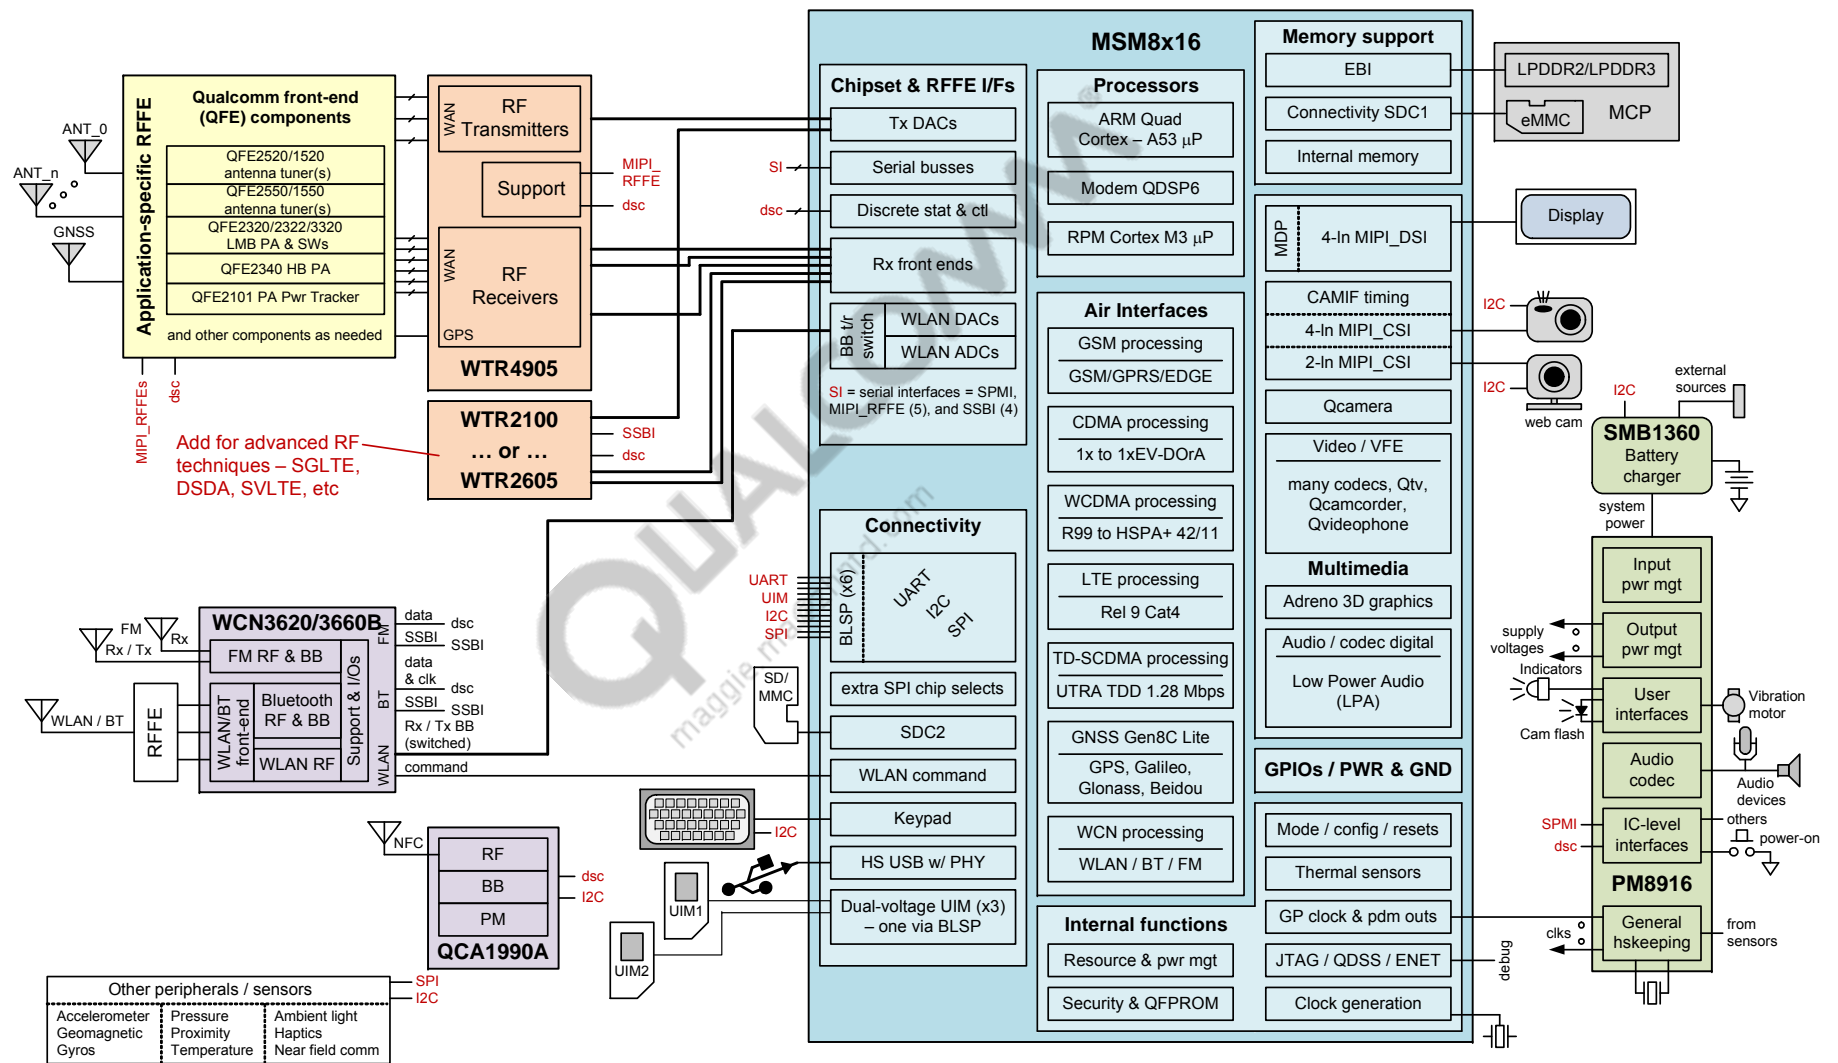 Application-specific RFFE
Qualcomm front-end
(QFE) components
QFE2520/1520
antenna tuner(s)
QFE2550/1550
antenna tuner(s)
QFE2320/2322/3320
LMB PA & SWs
QFE2340 HB PA
QFE2101 PA Pwr Tracker
and other components as needed
ANT_0
ANT_n
GNSS
MIPI_RFFEs
dsc
WAN
RF
Transmitters
Support
MIPI_
RFFE
dsc
WAN
RF
Receivers
GPS
WTR4905
WTR2100
... or ...
WTR2605
SSBI
dsc
Add for advanced RF
techniques – SGLTE,
DSDA, SVLTE, etc
WCN3620/3660B
FM RF & BB
WLAN/BT
front-end
Bluetooth
RF & BB
WLAN RF
Support & I/Os
FM
BT
WLAN
FM
Rx / Tx
Rx
WLAN / BT
RFFE
data
dsc
SSBI
SSBI
data
& clk
dsc
SSBI
SSBI
Rx / Tx BB
(switched)
command
NFC
RF
BB
PM
QCA1990A
dsc
I2C
Other peripherals / sensors
Accelerometer
Geomagnetic
Gyros
Pressure
Proximity
Temperature
Ambient light
Haptics
Near field comm
SPI
I2C
MSM8x16
Chipset & RFFE I/Fs
Tx DACs
Serial busses
SI
Discrete stat & ctl
dsc
Rx front ends
BB t/r
switch
WLAN DACs
WLAN ADCs
SI = serial interfaces = SPMI,
MIPI_RFFE (5), and SSBI (4)
Connectivity
BLSP (x6)
UART
I2C
SPI
UART
UIM
I2C
SPI
extra SPI chip selects
SD/
MMC
SDC2
WLAN command
Keypad
I2C
HS USB w/ PHY
Dual-voltage UIM (x3)
– one via BLSP
UIM1
UIM2
Processors
ARM Quad
Cortex – A53 μP
Modem QDSP6
RPM Cortex M3 μP
Air Interfaces
GSM processing
GSM/GPRS/EDGE
CDMA processing
1x to 1xEV-DOrA
WCDMA processing
R99 to HSPA+ 42/11
LTE processing
Rel 9 Cat4
TD-SCDMA processing
UTRA TDD 1.28 Mbps
GNSS Gen8C Lite
GPS, Galileo,
Glonass, Beidou
WCN processing
WLAN / BT / FM
Internal functions
Resource & pwr mgt
Security & QFPROM
Memory support
EBI
Connectivity SDC1
Internal memory
MDP
4-ln MIPI_DSI
CAMIF timing
4-ln MIPI_CSI
2-ln MIPI_CSI
Qcamera
Video / VFE
many codecs, Qtv,
Qcamcorder,
Qvideophone
Multimedia
Adreno 3D graphics
Audio / codec digital
Low Power Audio
(LPA)
GPIOs / PWR & GND
Mode / config / resets
Thermal sensors
GP clock & pdm outs
JTAG / QDSS / ENET
Clock generation
debug
LPDDR2/LPDDR3
eMMC
MCP
Display
I2C
I2C
web cam
external
sources
I2C
SMB1360
Battery
charger
system
power
Input
pwr mgt
Output
pwr mgt
User
interfaces
Audio
codec
IC-level
interfaces
PM8916
General
hskeeping
supply
voltages
Indicators
Cam flash
Vibration
motor
Audio
devices
SPMI
dsc
others
power-on
clks
from
sensors
QUALCOMM®